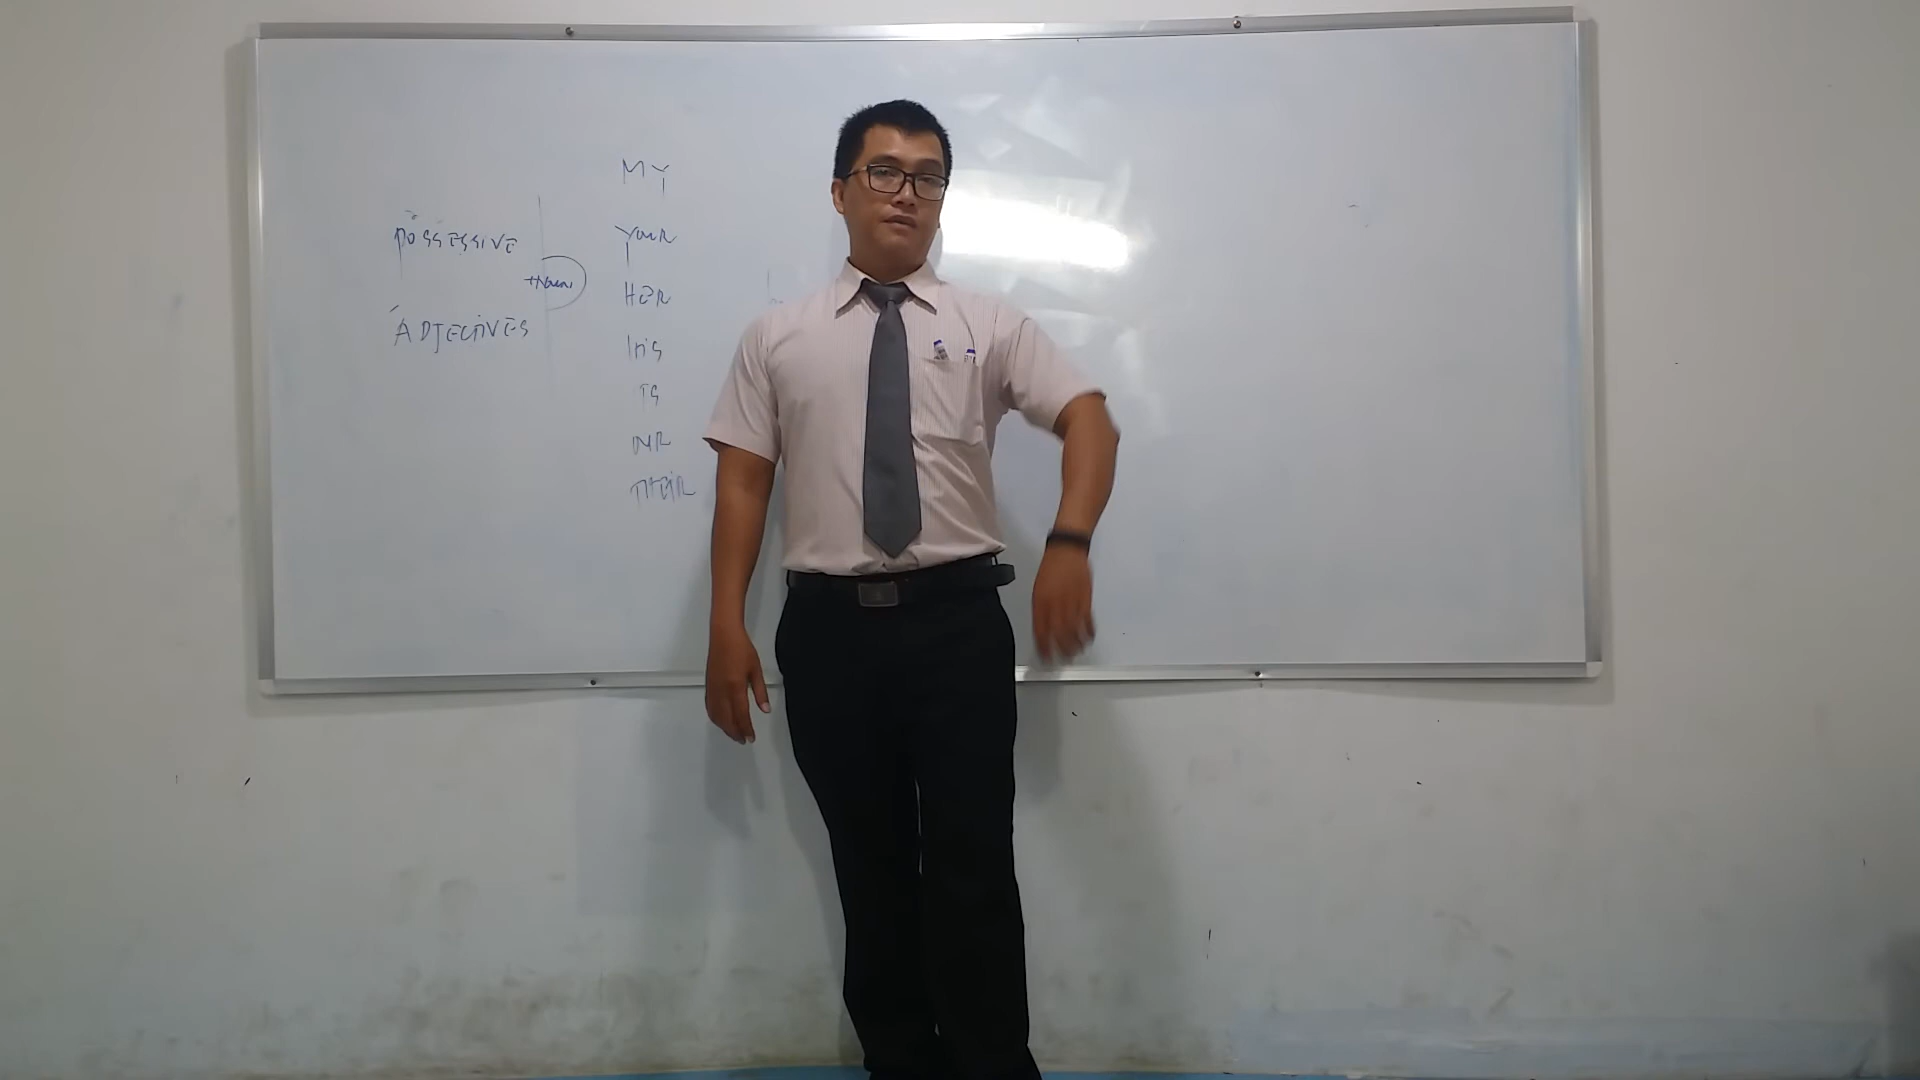 POSSESSIVE
ADJECTIVES
+Noun
MY
YOUR
HER
HIS
ITS
OUR
THEIR